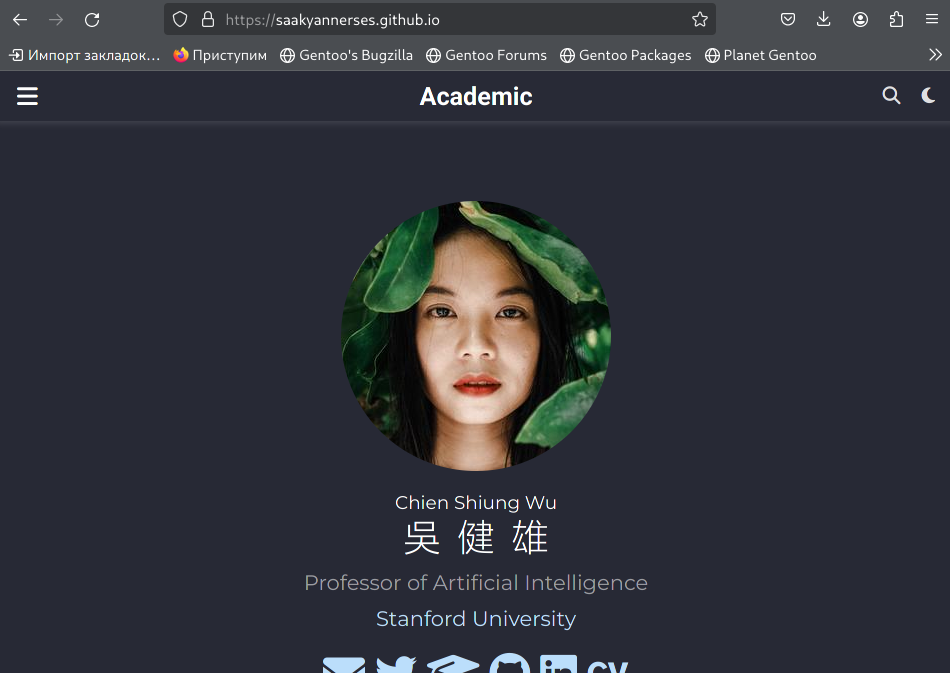 https://saakyannerses.github.io
Импорт закладок... Приступим Gentoo's Bugzilla Gentoo Forums Gentoo Packages Planet Gentoo
Academic
Chien Shiung Wu
吳 健 雄
Professor of Artificial Intelligence
Stanford University
in cv